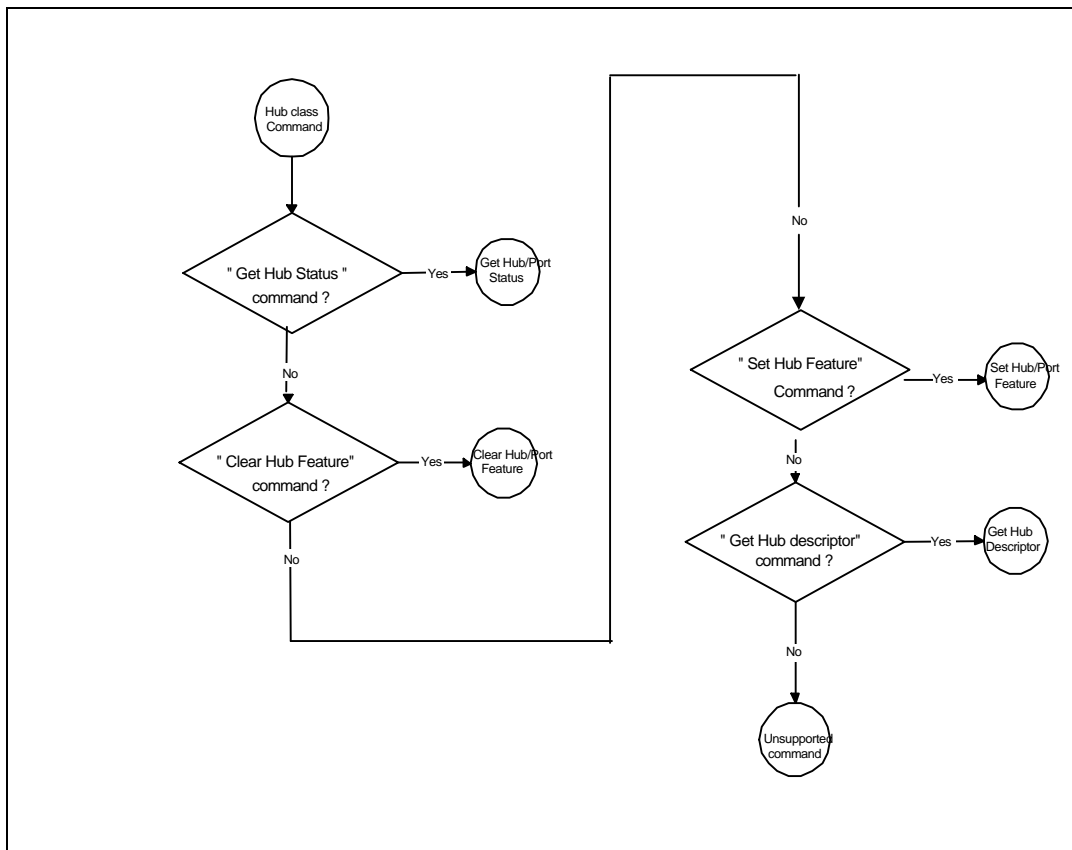 Hub class
Command
" Get Hub Status "
command ?
Yes
Get Hub/Port
Status
No
" Clear Hub Feature"
command ?
Yes
Clear Hub/Port
Feature
No
No
" Set Hub Feature"
Command ?
Yes
Set Hub/Port
Feature
No
" Get Hub descriptor"
command ?
Yes
Get Hub
Descriptor
No
Unsupported
command